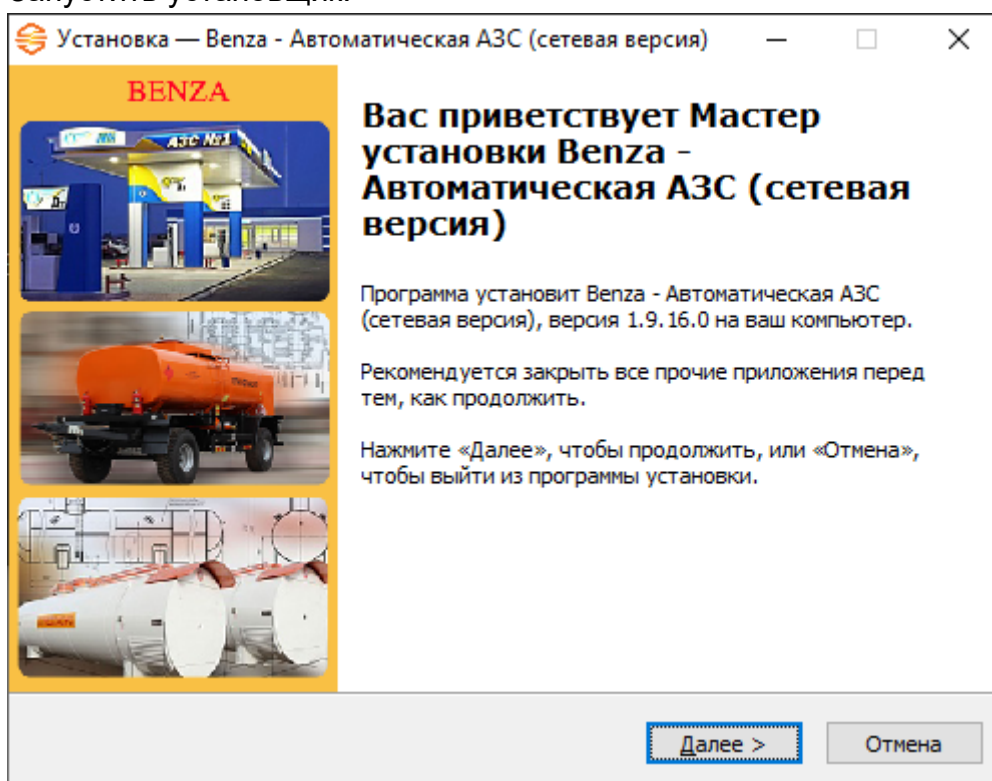 Запустить установщик.
Установка — Benza - Автоматическая АЗС (сетевая версия)
BENZA
АЗС №1
Вас приветствует Мастер
установки Benza -
Автоматическая АЗС (сетевая
версия)
Программа установит Benza - Автоматическая АЗС
(сетевая версия), версия 1.9.16.0 на ваш компьютер.
Рекомендуется закрыть все прочие приложения перед
тем, как продолжить.
Нажмите «Далее», чтобы продолжить, или «Отмена»,
чтобы выйти из программы установки.
Далее >
Отмена